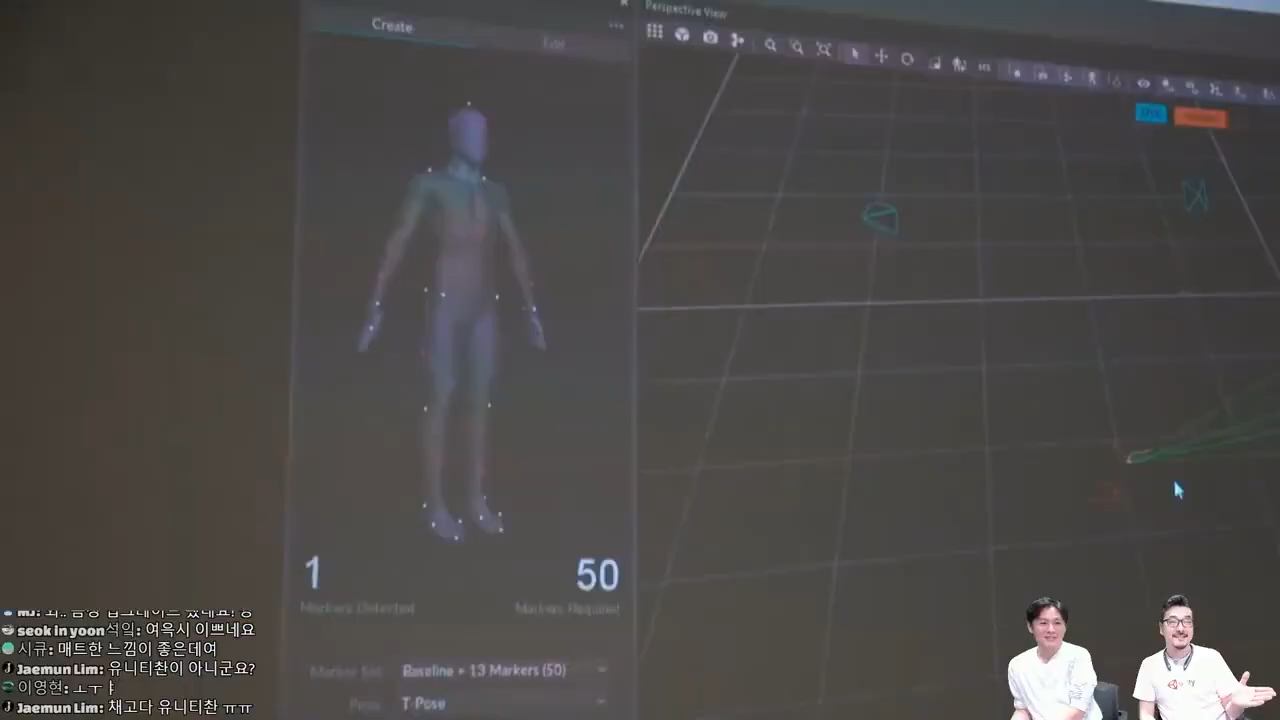 Create
Edit
Perspective View
1
50
Markers Detected
Markers Required
Baseline + 13 Markers (50)
T-Pose
seok in yoon석인: 여윽시 이쁘네요
시큐: 매트한 느낌이 좋은데여
Jaemun Lim: 유니티찬이 아니군요?
이영현: ㅗㅜㅑ
Jaemun Lim: 채고다 유니티찬 ㅠㅠ